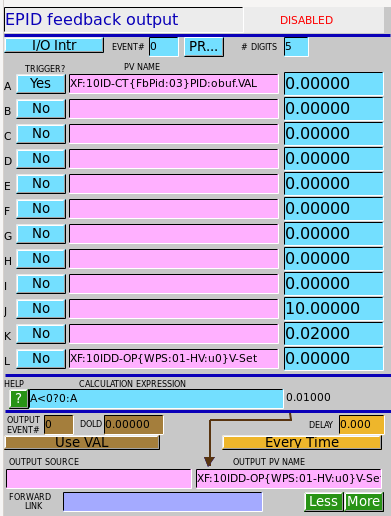 EPID feedback output DISABLED
I/O Intr EVENT# 0 PR... # DIGITS 5
TRIGGER? PV NAME
A Yes XF:10ID-CT{FbPid:03}PID:obuf.VAL 0.00000
B No 0.00000
C No 0.00000
D No 0.00000
E No 0.00000
F No 0.00000
G No 0.00000
H No 0.00000
I No 0.00000
J No 10.00000
K No 0.02000
L No XF:10IDD-OP{WPS:01-HV:u0}V-Set 0.00000
HELP CALCULATION EXPRESSION
? A<0?0:A 0.01000
OUTPUT EVENT# 0 DOLD 0.00000 DELAY 0.000
Use VAL Every Time
OUTPUT SOURCE OUTPUT PV NAME
XF:10IDD-OP{WPS:01-HV:u0}V-Se
FORWARD LINK Less More